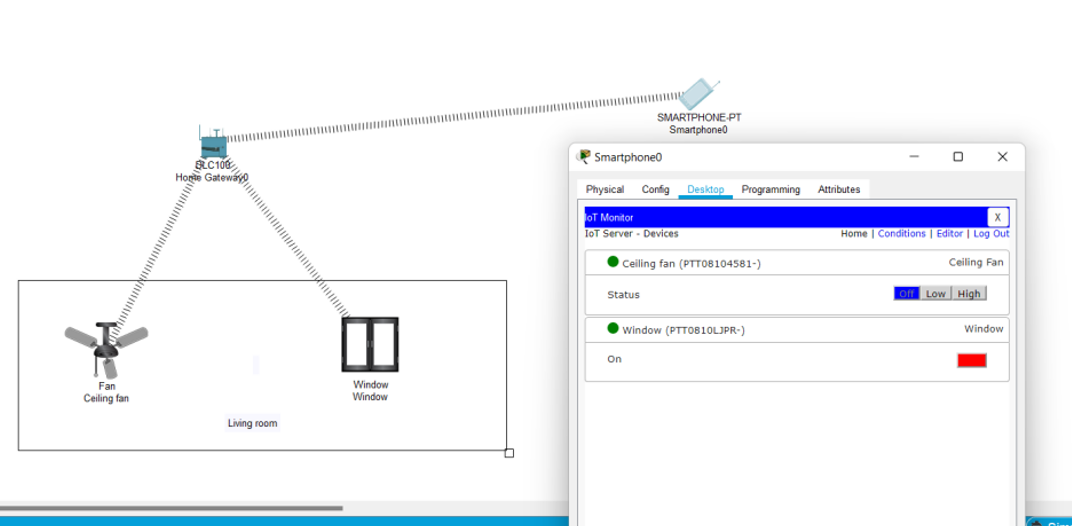 SMARTPHONE-PT
Smartphone0
DLC100
Home Gateway0
Fan
Ceiling fan
Window
Window
Living room
Smartphone0
Physical Config Desktop Programming Attributes
IoT Monitor X
IoT Server - Devices Home | Conditions | Editor | Log Out
Ceiling fan (PTT08104581-) Ceiling Fan
Status Off Low High
Window (PTT0810LJPR-) Window
On